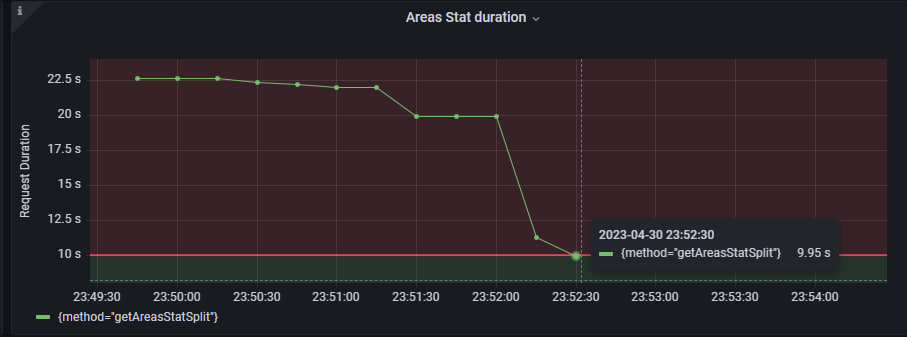 i
Areas Stat duration
Request Duration
22.5 s
20 s
17.5 s
15 s
12.5 s
10 s
2023-04-30 23:52:30
{method="getAreasStatSplit"} 9.95 s
23:49:30 23:50:00 23:50:30 23:51:00 23:51:30 23:52:00 23:52:30 23:53:00 23:53:30 23:54:00
{method="getAreasStatSplit"}